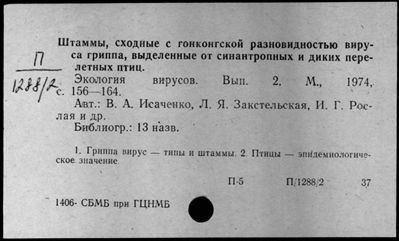 Штаммы, сходные с гонконгской разновидностью виру-
П
са гриппа, выделенные от синантропных и диких пере-
1288/2
летных птиц.
Экология вирусов. Вып. 2. М., 1974,
с. 156—164.
Авт.: В. А. Исаченко, Л. Я. Закстельская, И. Г. Рос-
лая и др.
Библиогр.: 13 назв.
1. Гриппа вирус — типы и штаммы. 2. Птицы — эпидемиологиче-
ское значение.
П-5 П/1288/2 37
1406- СБМБ при ГЦНМБ